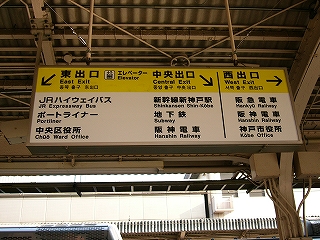 東出口
East Exit
エレベーター
Elevator
中央出口
Central Exit
西出口
West Exit
JRハイウェイバス
JR Expressway Bus
ポートライナー
Portliner
中央区役所
Chūō Ward Office
新幹線新神戸駅
Shinkansen Shin-Kōbe
地下鉄
Subway
阪神電車
Hanshin Railway
阪急電車
Hankyū Railway
阪神電車
Hanshin Railway
神戸市役所
Kōbe Office